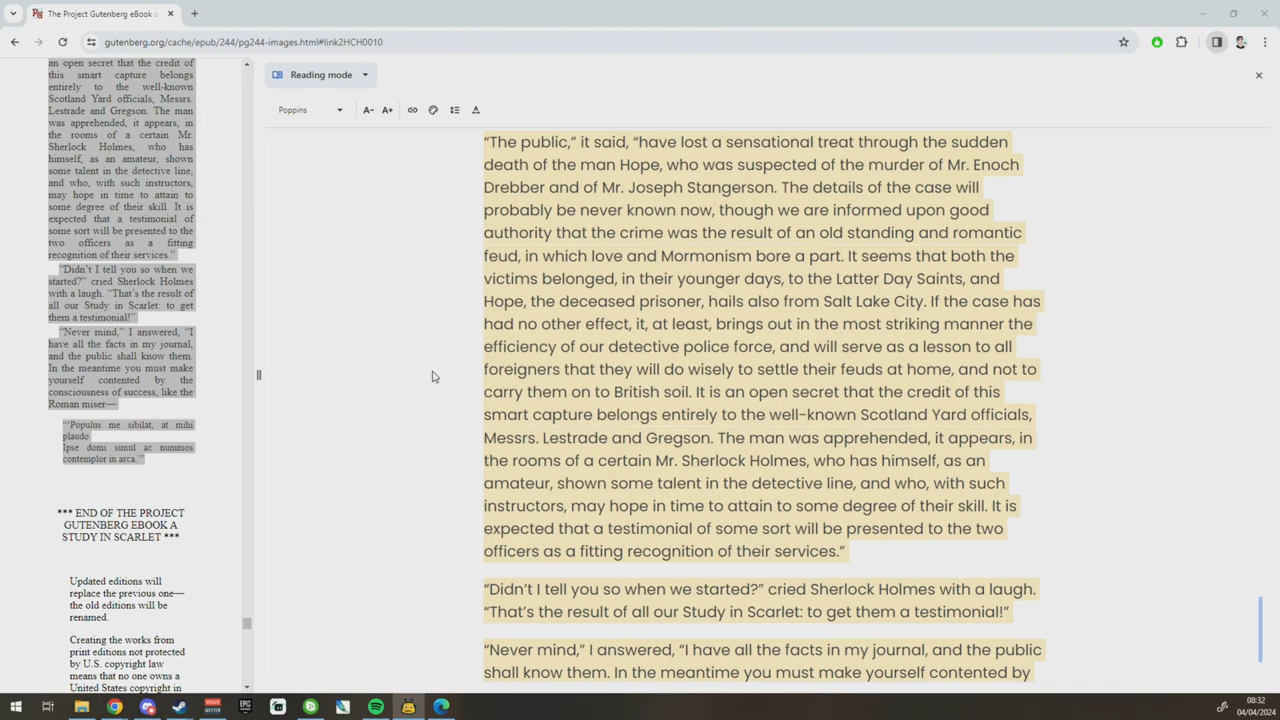 The Project Gutenberg eBook o
gutenberg.org/cache/epub/244/pg244-images.html#link2HCH0010
an open secret that the credit of
this smart capture belongs
entirely to the well-known
Scotland Yard officials, Messrs.
Lestrade and Gregson. The man
was apprehended, it appears, in
the rooms of a certain Mr.
Sherlock Holmes, who has
himself, as an amateur, shown
some talent in the detective line,
and who, with such instructors,
may hope in time to attain to
some degree of their skill. It is
expected that a testimonial of
some sort will be presented to the
two officers as a fitting
recognition of their services.”
“Didn’t I tell you so when we
started?” cried Sherlock Holmes
with a laugh. “That’s the result of
all our Study in Scarlet: to get
them a testimonial!”
“Never mind,” I answered, “I
have all the facts in my journal,
and the public shall know them.
In the meantime you must make
yourself contented by the
consciousness of success, like the
Roman miser—
“‘Populus me sibilat, at mihi
plaudo
Ipse domi simul ac nummos
contemplor in arca.’”
*** END OF THE PROJECT
GUTENBERG EBOOK A
STUDY IN SCARLET ***
Updated editions will
replace the previous one—
the old editions will be
renamed.
Creating the works from
print editions not protected
by U.S. copyright law
means that no one owns a
United States copyright in
Reading mode
Poppins
A- A+
“The public,” it said, “have lost a sensational treat through the sudden
death of the man Hope, who was suspected of the murder of Mr. Enoch
Drebber and of Mr. Joseph Stangerson. The details of the case will
probably be never known now, though we are informed upon good
authority that the crime was the result of an old standing and romantic
feud, in which love and Mormonism bore a part. It seems that both the
victims belonged, in their younger days, to the Latter Day Saints, and
Hope, the deceased prisoner, hails also from Salt Lake City. If the case has
had no other effect, it, at least, brings out in the most striking manner the
efficiency of our detective police force, and will serve as a lesson to all
foreigners that they will do wisely to settle their feuds at home, and not to
carry them on to British soil. It is an open secret that the credit of this
smart capture belongs entirely to the well-known Scotland Yard officials,
Messrs. Lestrade and Gregson. The man was apprehended, it appears, in
the rooms of a certain Mr. Sherlock Holmes, who has himself, as an
amateur, shown some talent in the detective line, and who, with such
instructors, may hope in time to attain to some degree of their skill. It is
expected that a testimonial of some sort will be presented to the two
officers as a fitting recognition of their services.”
“Didn’t I tell you so when we started?” cried Sherlock Holmes with a laugh.
“That’s the result of all our Study in Scarlet: to get them a testimonial!”
“Never mind,” I answered, “I have all the facts in my journal, and the public
shall know them. In the meantime you must make yourself contented by
08:32
04/04/2024